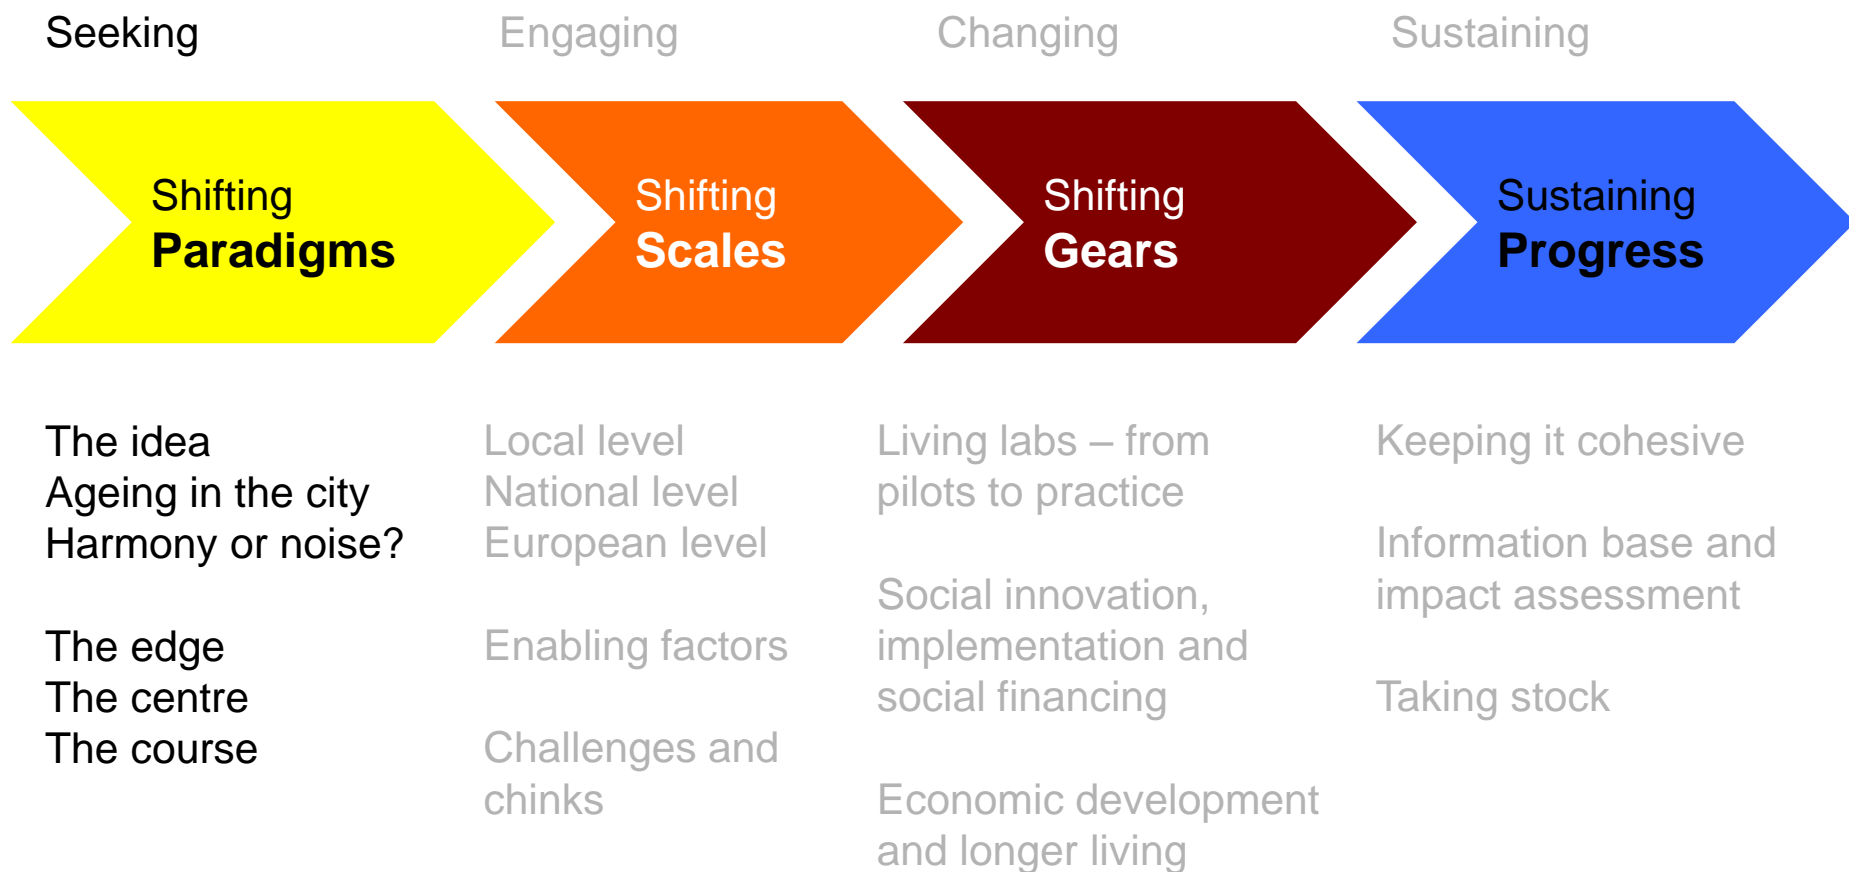 Seeking
Engaging
Changing
Sustaining
Shifting
Paradigms
Shifting
Scales
Shifting
Gears
Sustaining
Progress
The idea
Ageing in the city
Harmony or noise?
The edge
The centre
The course
Local level
National level
European level
Enabling factors
Challenges and
chinks
Living labs – from
pilots to practice
Social innovation,
implementation and
social financing
Economic development
and longer living
Keeping it cohesive
Information base and
impact assessment
Taking stock